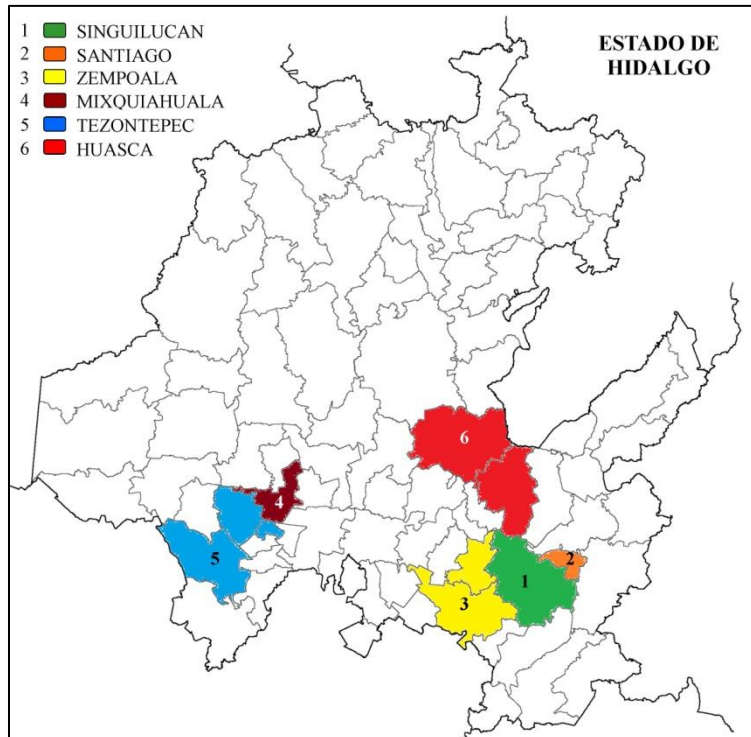 1 SINGUILUCAN
2 SANTIAGO
3 ZEMPOALA
4 MIXQUIAHUALA
5 TEZONTEPEC
6 HUASCA
ESTADO DE
HIDALGO
6
4
5
2
1
3